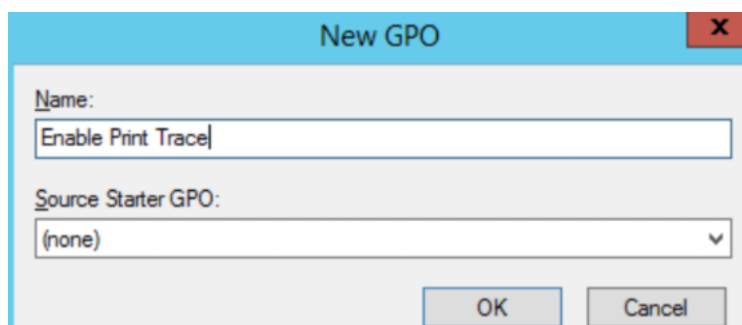 New GPO
x
Name:
Enable Print Trace
Source Starter GPO:
(none)
OK Cancel